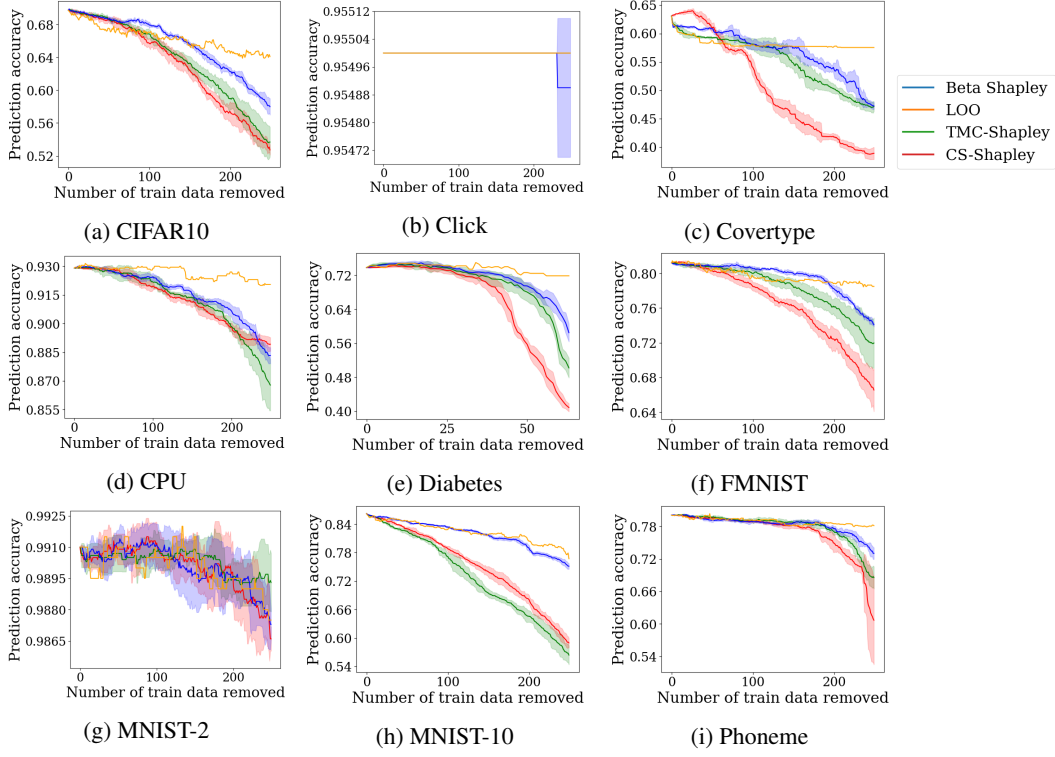 Prediction accuracy
0.68
0.64
0.60
0.56
0.52
0
100
200
Number of train data removed
(a) CIFAR10
Prediction accuracy
0.95512
0.95504
0.95496
0.95488
0.95480
0.95472
0
100
200
Number of train data removed
(b) Click
Prediction accuracy
0.65
0.60
0.55
0.50
0.45
0.40
0
100
200
Number of train data removed
(c) Covertype
Beta Shapley
LOO
TMC-Shapley
CS-Shapley
Prediction accuracy
0.930
0.915
0.900
0.885
0.870
0.855
0
100
200
Number of train data removed
(d) CPU
Prediction accuracy
0.72
0.64
0.56
0.48
0.40
0
25
50
Number of train data removed
(e) Diabetes
Prediction accuracy
0.80
0.76
0.72
0.68
0.64
0
100
200
Number of train data removed
(f) FMNIST
Prediction accuracy
0.9925
0.9910
0.9895
0.9880
0.9865
0
100
200
Number of train data removed
(g) MNIST-2
Prediction accuracy
0.84
0.78
0.72
0.66
0.60
0.54
0
100
200
Number of train data removed
(h) MNIST-10
Prediction accuracy
0.78
0.72
0.66
0.60
0.54
0
100
200
Number of train data removed
(i) Phoneme